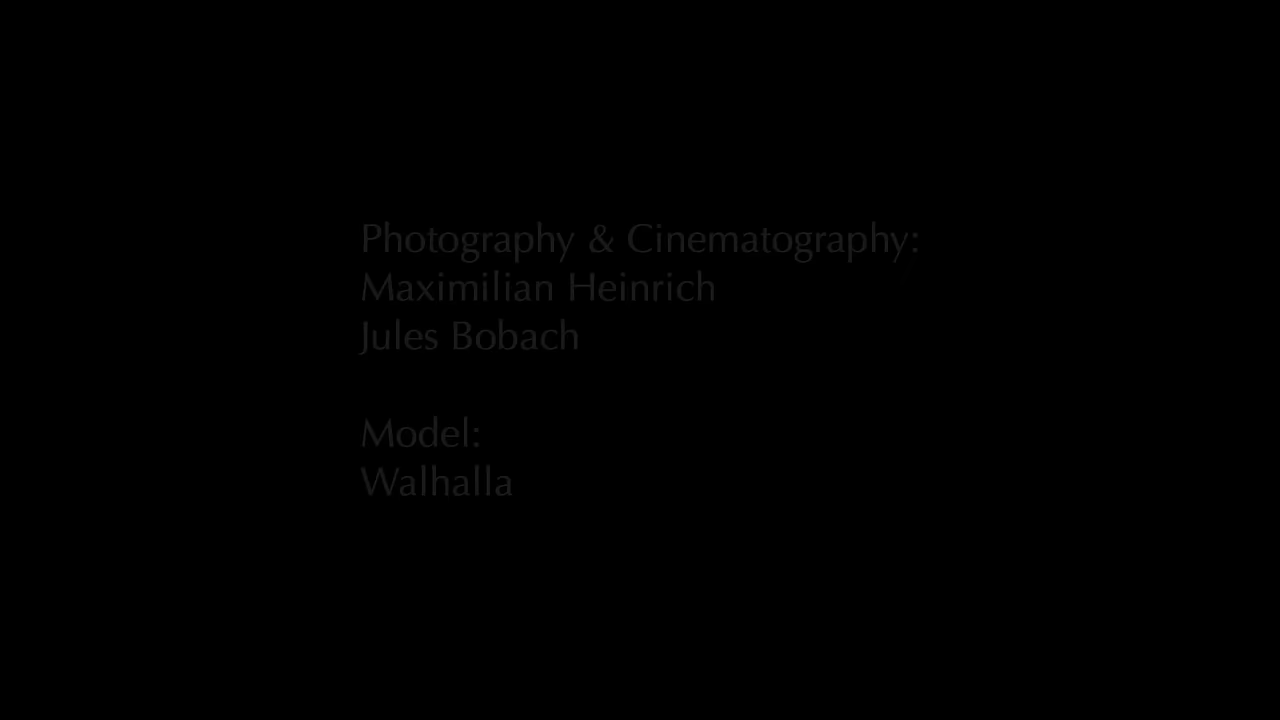 Photography & Cinematography:
Maximilian Heinrich
Jules Bobach
Model:
Walhalla